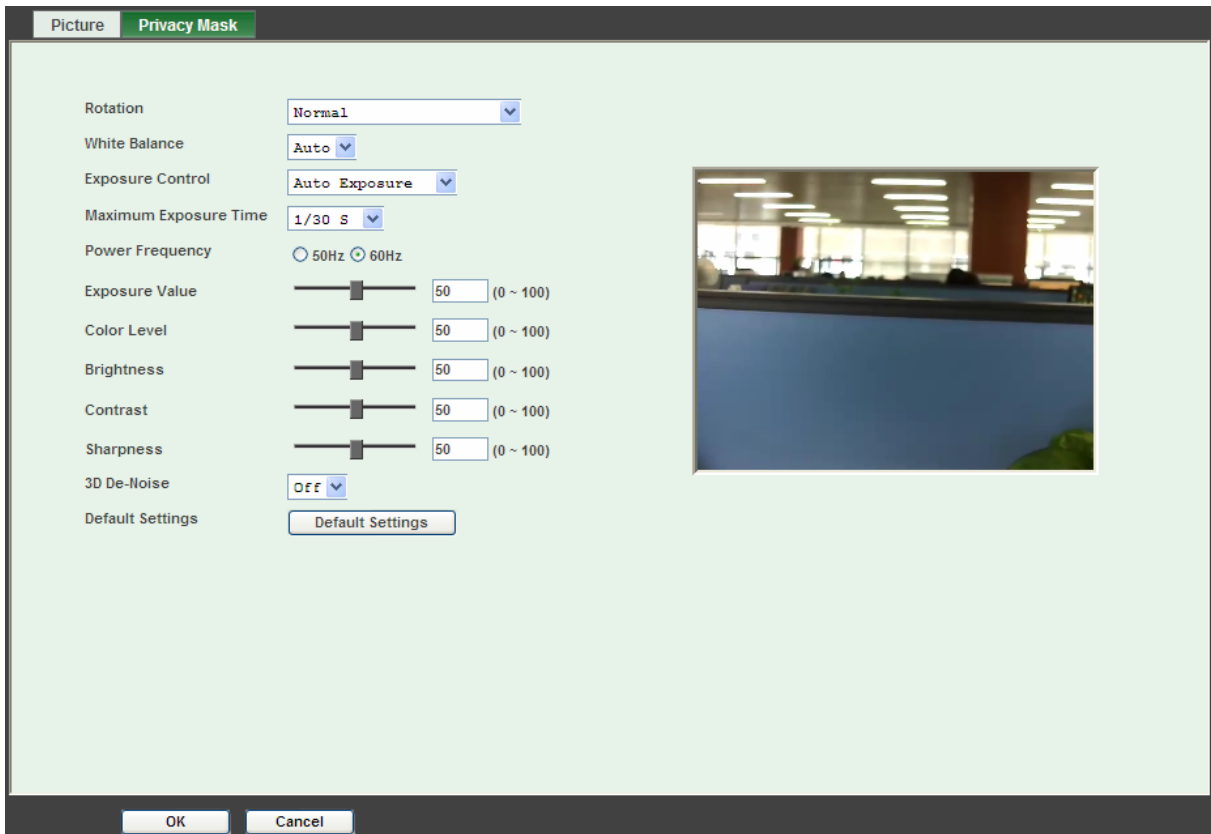 Picture Privacy Mask
Rotation Normal
White Balance Auto
Exposure Control Auto Exposure
Maximum Exposure Time 1/30 S
Power Frequency 50Hz 60Hz
Exposure Value 50 (0 ~ 100)
Color Level 50 (0 ~ 100)
Brightness 50 (0 ~ 100)
Contrast 50 (0 ~ 100)
Sharpness 50 (0 ~ 100)
3D De-Noise Off
Default Settings Default Settings
OK Cancel